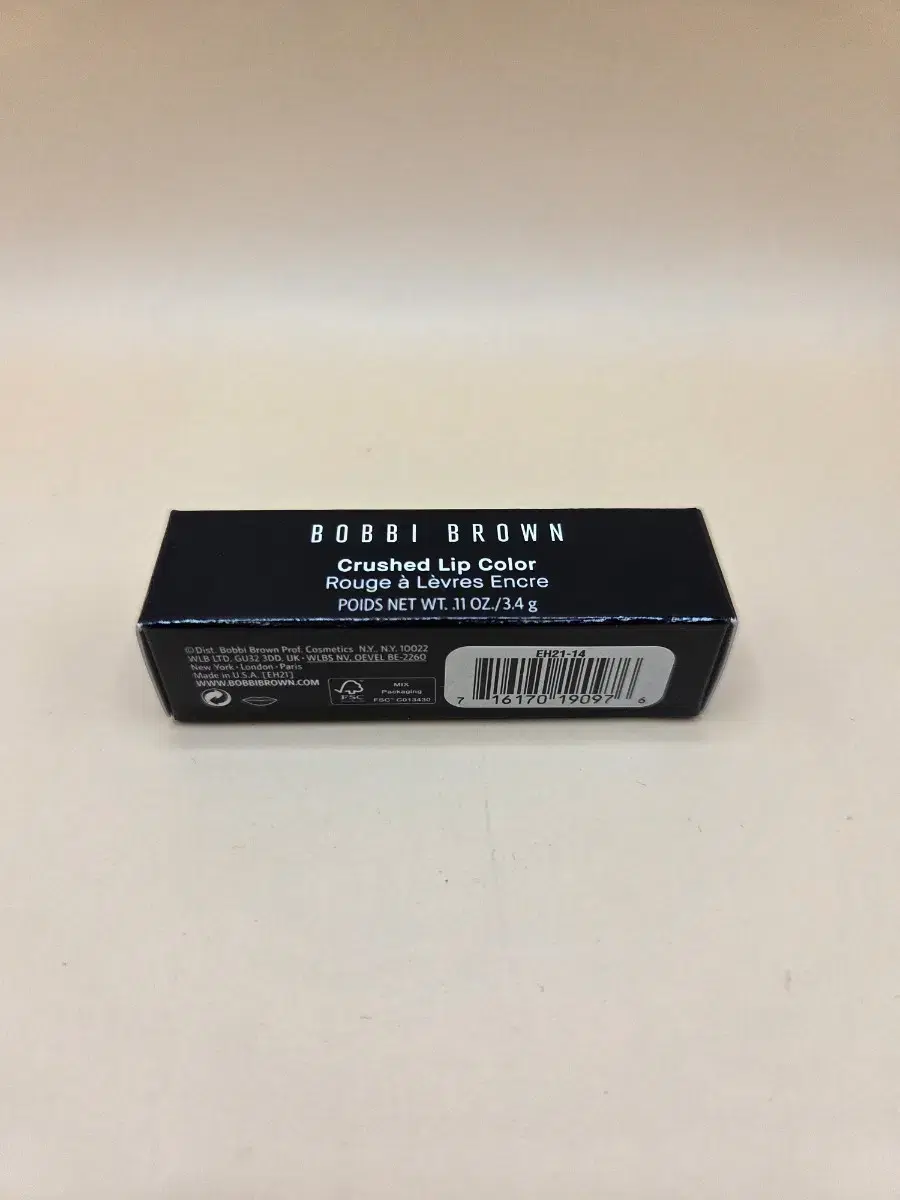 BOBBI BROWN
Crushed Lip Color
Rouge à Lèvres Encre
POIDS NET WT. .11 OZ./3.4 g
©Dist. Bobbi Brown Prof. Cosmetics N.Y., N.Y. 10022
WLB LTD. GU32 3DD. UK · WLBS NV, OEVEL BE-2260
New York · London · Paris
Made in U.S.A. [EH21]
WWW.BOBBIBROWN.COM
FSC
MIX
Packaging
FSC™ C013430
EH21-14
7 16170 19097 6